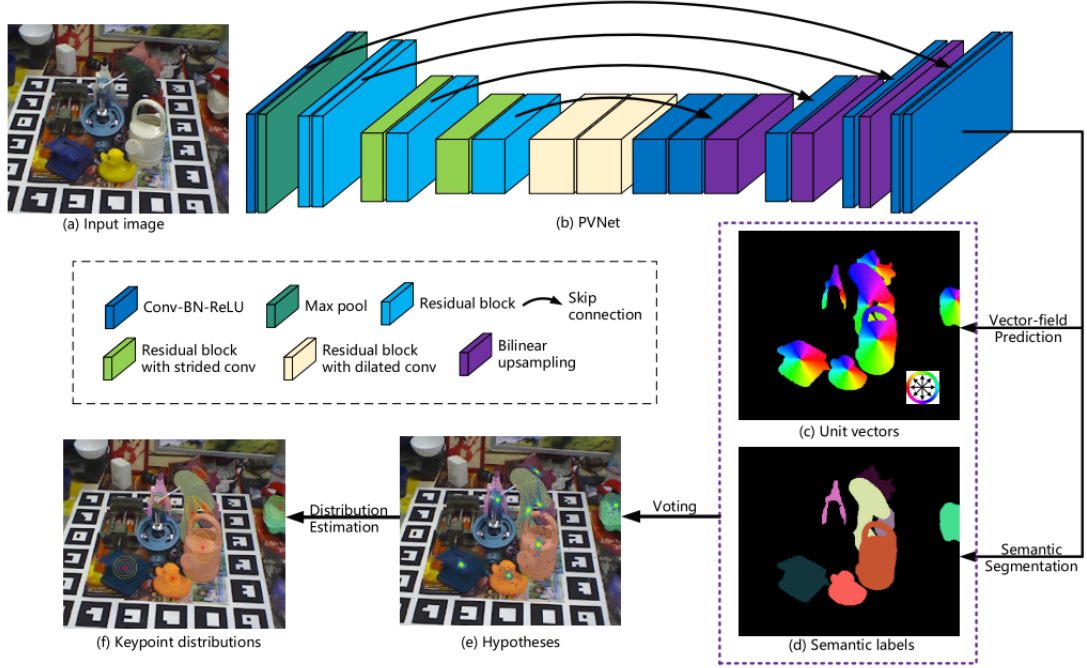 (a) Input image
(b) PVNet
Conv-BN-ReLU
Max pool
Residual block
Skip
connection
Residual block
with strided conv
Residual block
with dilated conv
Bilinear
upsampling
Vector-field
Prediction
(c) Unit vectors
Semantic
Segmentation
(d) Semantic labels
Voting
(e) Hypotheses
Distribution
Estimation
(f) Keypoint distributions